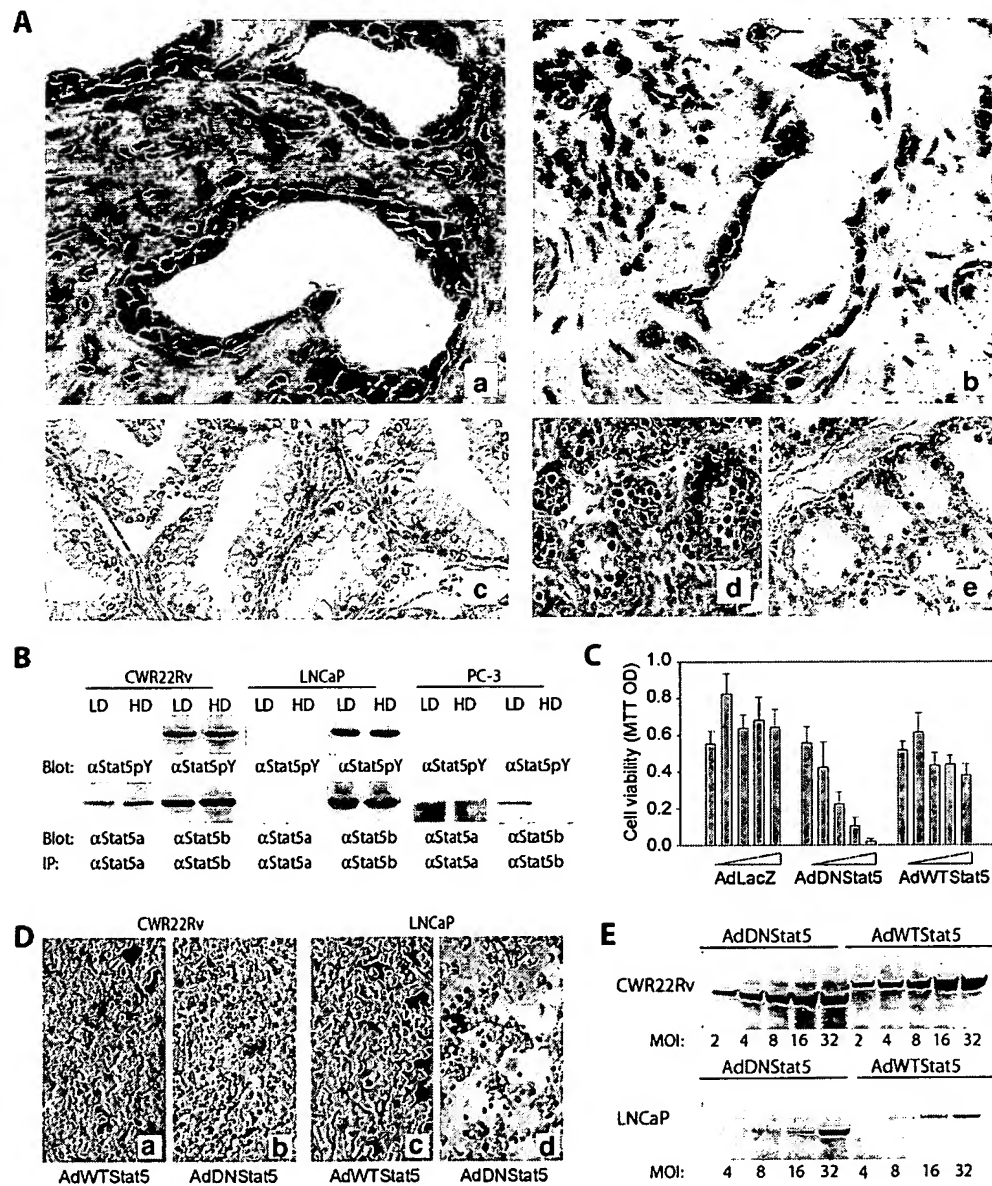 A
a
b
c
d
e
B
CWR22Rv LNCaP PC-3
LD HD LD HD LD HD LD HD LD HD LD HD
Blot: αStat5pY αStat5pY αStat5pY αStat5pY αStat5pY αStat5pY
Blot: αStat5a αStat5b αStat5a αStat5b αStat5a αStat5b
IP: αStat5a αStat5b αStat5a αStat5b αStat5a αStat5b
C
Cell viability (MTT OD)
1.0
0.8
0.6
0.4
0.2
0.0
AdLacZ AdDNStat5 AdWTStat5
D
CWR22Rv LNCaP
a b c d
AdWTStat5 AdDNStat5 AdWTStat5 AdDNStat5
E
AdDNStat5 AdWTStat5
CWR22Rv
MOI: 2 4 8 16 32 2 4 8 16 32
AdDNStat5 AdWTStat5
LNCaP
MOI: 4 8 16 32 4 8 16 32